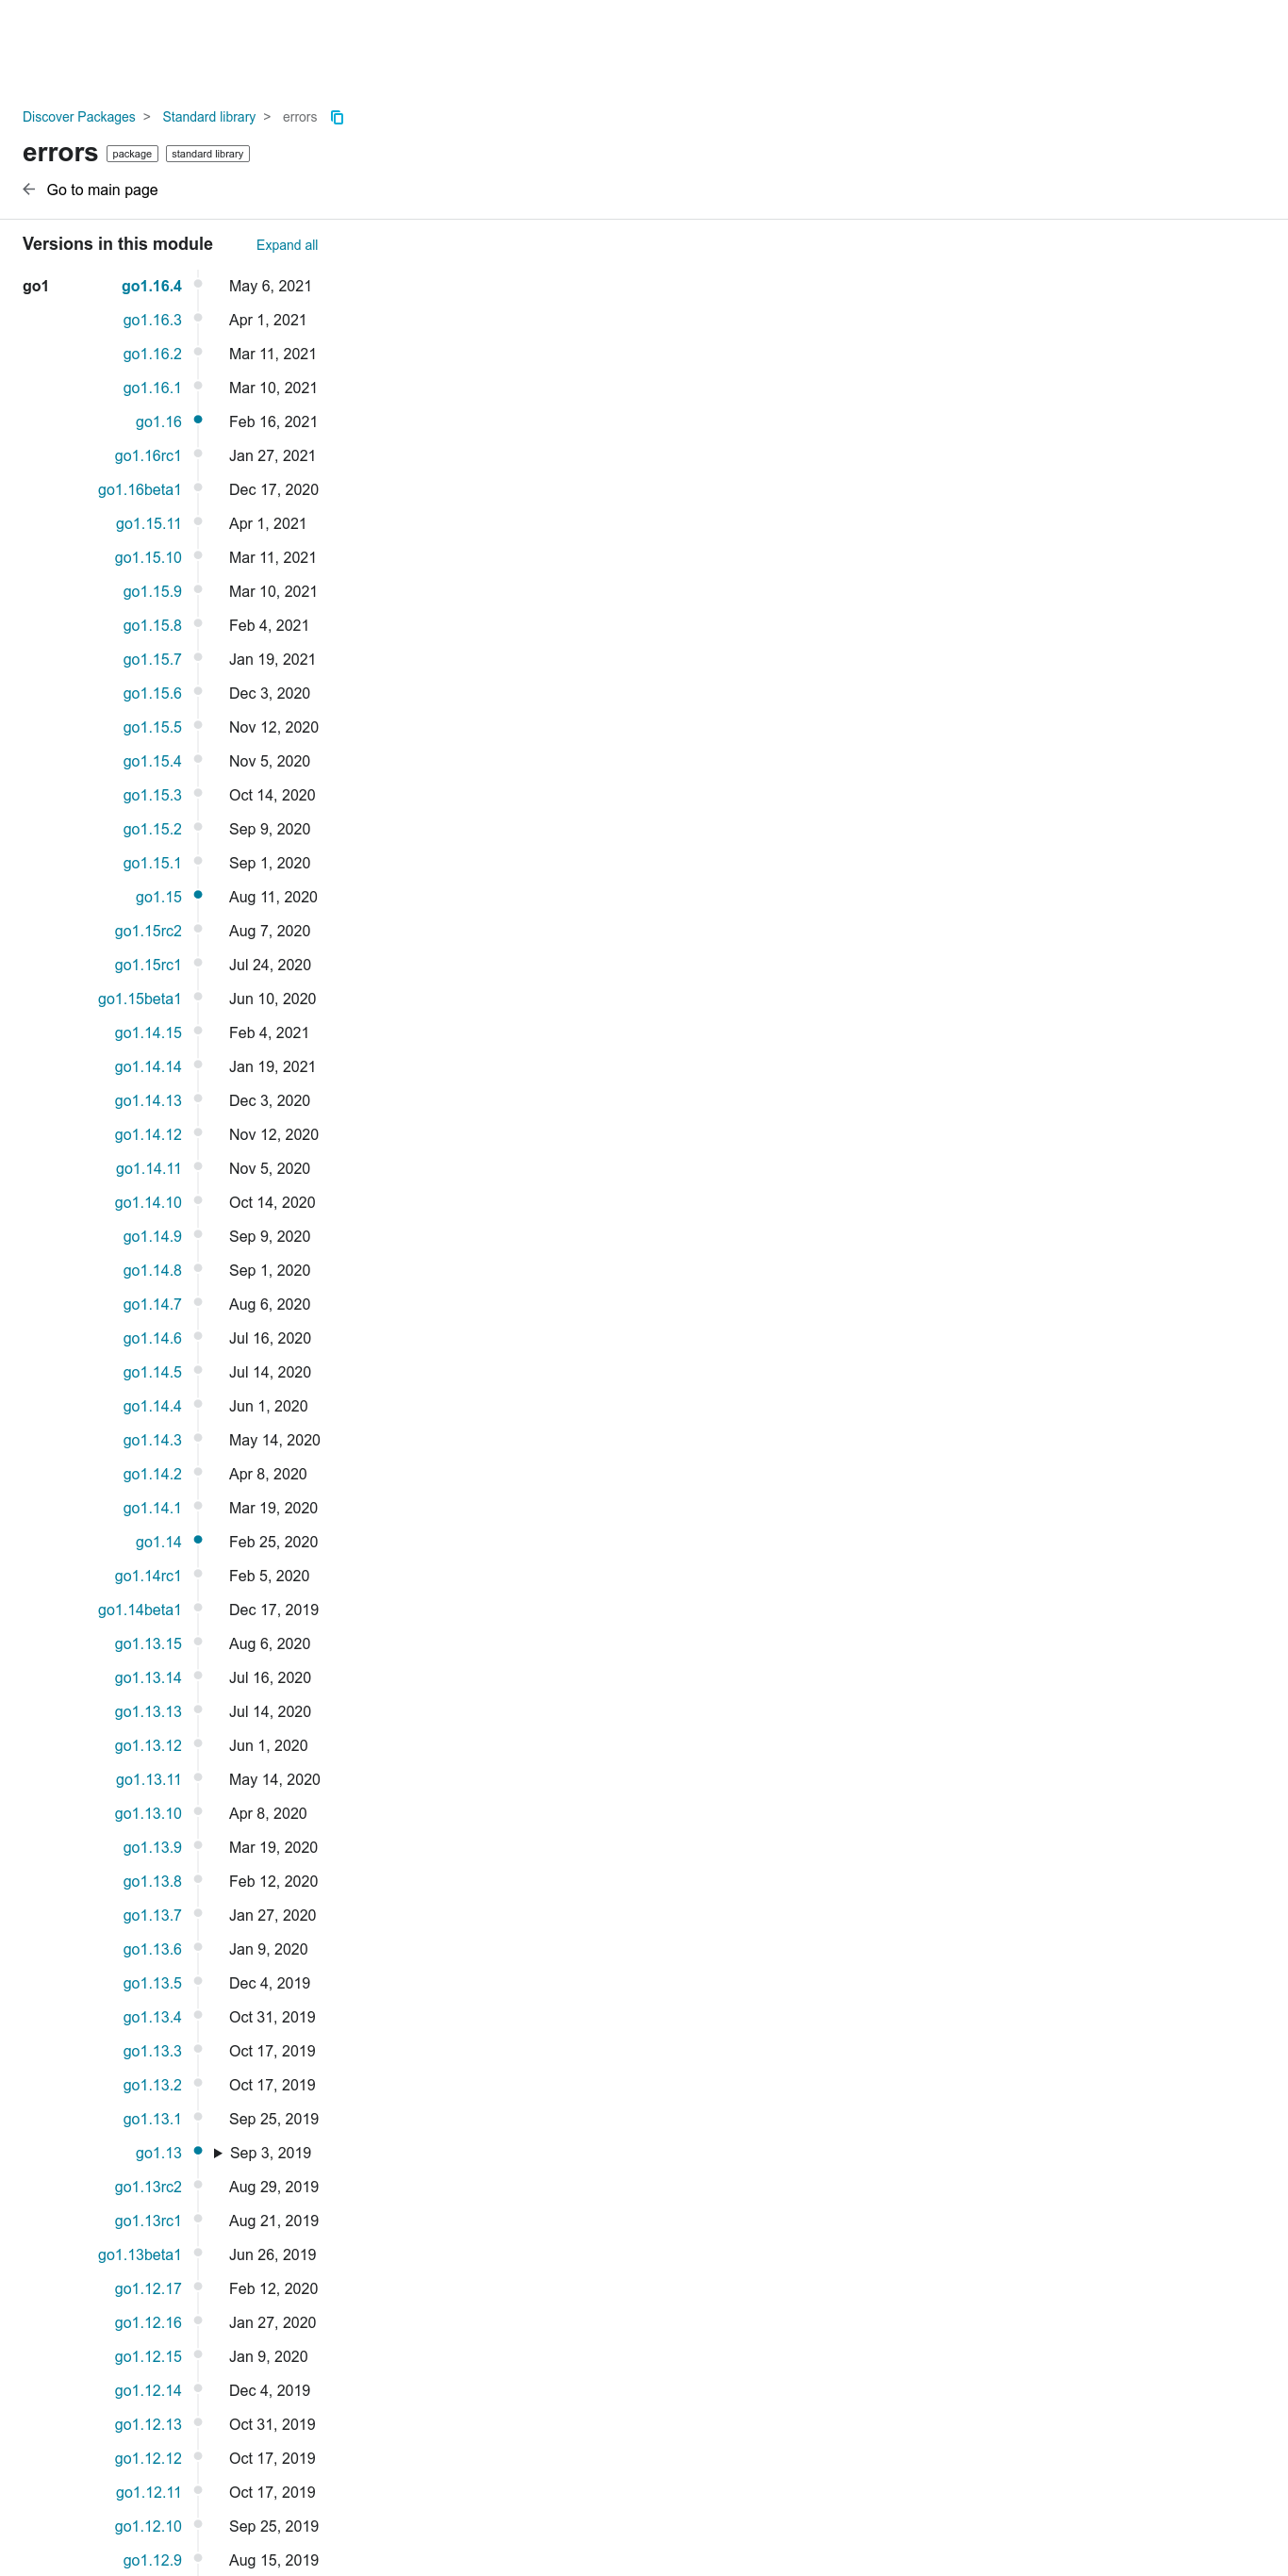 Discover Packages > Standard library > errors
errors package standard library
Go to main page
Versions in this module Expand all
go1 go1.16.4 May 6, 2021
go1.16.3 Apr 1, 2021
go1.16.2 Mar 11, 2021
go1.16.1 Mar 10, 2021
go1.16 Feb 16, 2021
go1.16rc1 Jan 27, 2021
go1.16beta1 Dec 17, 2020
go1.15.11 Apr 1, 2021
go1.15.10 Mar 11, 2021
go1.15.9 Mar 10, 2021
go1.15.8 Feb 4, 2021
go1.15.7 Jan 19, 2021
go1.15.6 Dec 3, 2020
go1.15.5 Nov 12, 2020
go1.15.4 Nov 5, 2020
go1.15.3 Oct 14, 2020
go1.15.2 Sep 9, 2020
go1.15.1 Sep 1, 2020
go1.15 Aug 11, 2020
go1.15rc2 Aug 7, 2020
go1.15rc1 Jul 24, 2020
go1.15beta1 Jun 10, 2020
go1.14.15 Feb 4, 2021
go1.14.14 Jan 19, 2021
go1.14.13 Dec 3, 2020
go1.14.12 Nov 12, 2020
go1.14.11 Nov 5, 2020
go1.14.10 Oct 14, 2020
go1.14.9 Sep 9, 2020
go1.14.8 Sep 1, 2020
go1.14.7 Aug 6, 2020
go1.14.6 Jul 16, 2020
go1.14.5 Jul 14, 2020
go1.14.4 Jun 1, 2020
go1.14.3 May 14, 2020
go1.14.2 Apr 8, 2020
go1.14.1 Mar 19, 2020
go1.14 Feb 25, 2020
go1.14rc1 Feb 5, 2020
go1.14beta1 Dec 17, 2019
go1.13.15 Aug 6, 2020
go1.13.14 Jul 16, 2020
go1.13.13 Jul 14, 2020
go1.13.12 Jun 1, 2020
go1.13.11 May 14, 2020
go1.13.10 Apr 8, 2020
go1.13.9 Mar 19, 2020
go1.13.8 Feb 12, 2020
go1.13.7 Jan 27, 2020
go1.13.6 Jan 9, 2020
go1.13.5 Dec 4, 2019
go1.13.4 Oct 31, 2019
go1.13.3 Oct 17, 2019
go1.13.2 Oct 17, 2019
go1.13.1 Sep 25, 2019
go1.13 Sep 3, 2019
go1.13rc2 Aug 29, 2019
go1.13rc1 Aug 21, 2019
go1.13beta1 Jun 26, 2019
go1.12.17 Feb 12, 2020
go1.12.16 Jan 27, 2020
go1.12.15 Jan 9, 2020
go1.12.14 Dec 4, 2019
go1.12.13 Oct 31, 2019
go1.12.12 Oct 17, 2019
go1.12.11 Oct 17, 2019
go1.12.10 Sep 25, 2019
go1.12.9 Aug 15, 2019